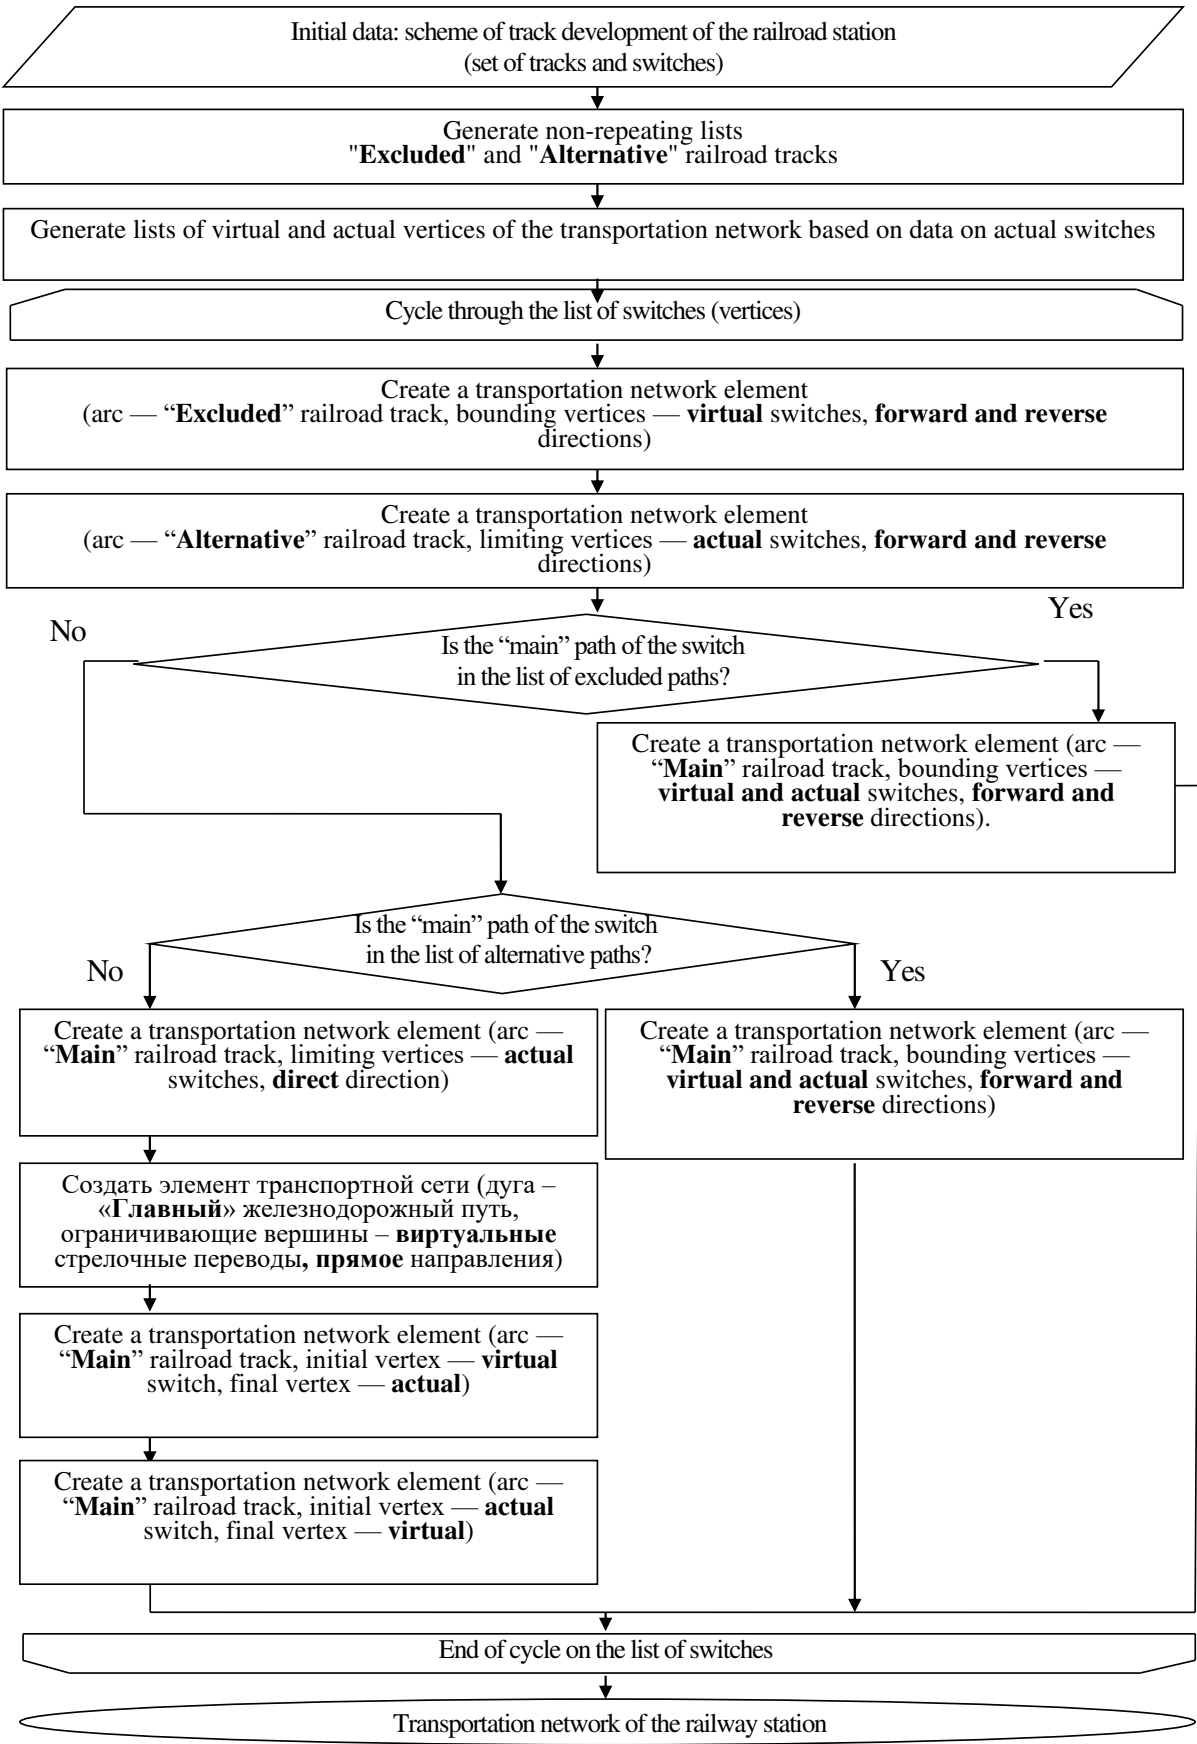 Initial data: scheme of track development of the railroad station
(set of tracks and switches)
Generate non-repeating lists
"Excluded" and "Alternative" railroad tracks
Generate lists of virtual and actual vertices of the transportation network based on data on actual switches
Cycle through the list of switches (vertices)
Create a transportation network element
(arc — “Excluded” railroad track, bounding vertices — virtual switches, forward and reverse
directions)
Create a transportation network element
(arc — “Alternative” railroad track, limiting vertices — actual switches, forward and reverse
directions)
No
Yes
Is the “main” path of the switch
in the list of excluded paths?
Create a transportation network element (arc —
“Main” railroad track, bounding vertices —
virtual and actual switches, forward and
reverse directions).
Is the “main” path of the switch
in the list of alternative paths?
No
Yes
Create a transportation network element (arc —
“Main” railroad track, limiting vertices — actual
switches, direct direction)
Create a transportation network element (arc —
“Main” railroad track, bounding vertices —
virtual and actual switches, forward and
reverse directions)
Создать элемент транспортной сети (дуга –
«Главный» железнодорожный путь,
ограничивающие вершины – виртуальные
стрелочные переводы, прямое направления)
Create a transportation network element (arc —
“Main” railroad track, initial vertex — virtual
switch, final vertex — actual)
Create a transportation network element (arc —
“Main” railroad track, initial vertex — actual
switch, final vertex — virtual)
End of cycle on the list of switches
Transportation network of the railway station